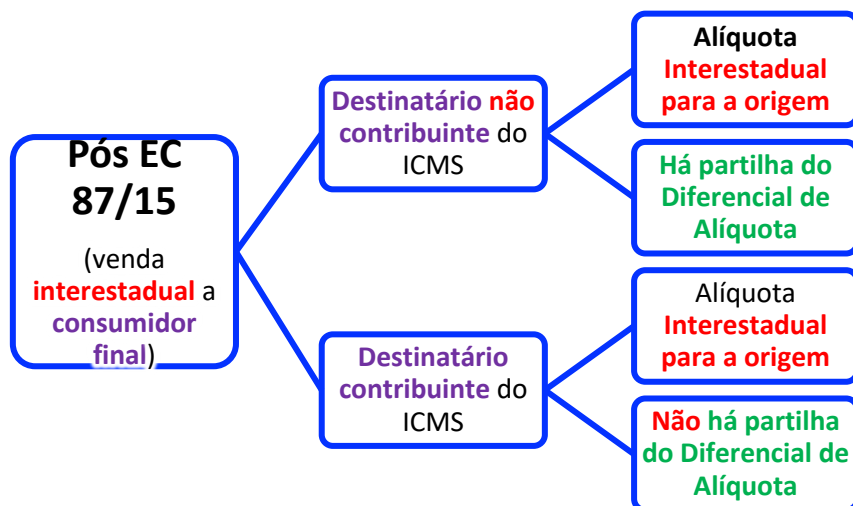 Pós EC
87/15
(venda
interestadual a
consumidor
final)
Destinatário não
contribuinte do
ICMS
Alíquota
Interestadual
para a origem
Há partilha do
Diferencial de
Alíquota
Destinatário
contribuinte do
ICMS
Alíquota
Interestadual
para a origem
Não há partilha
do Diferencial de
Alíquota